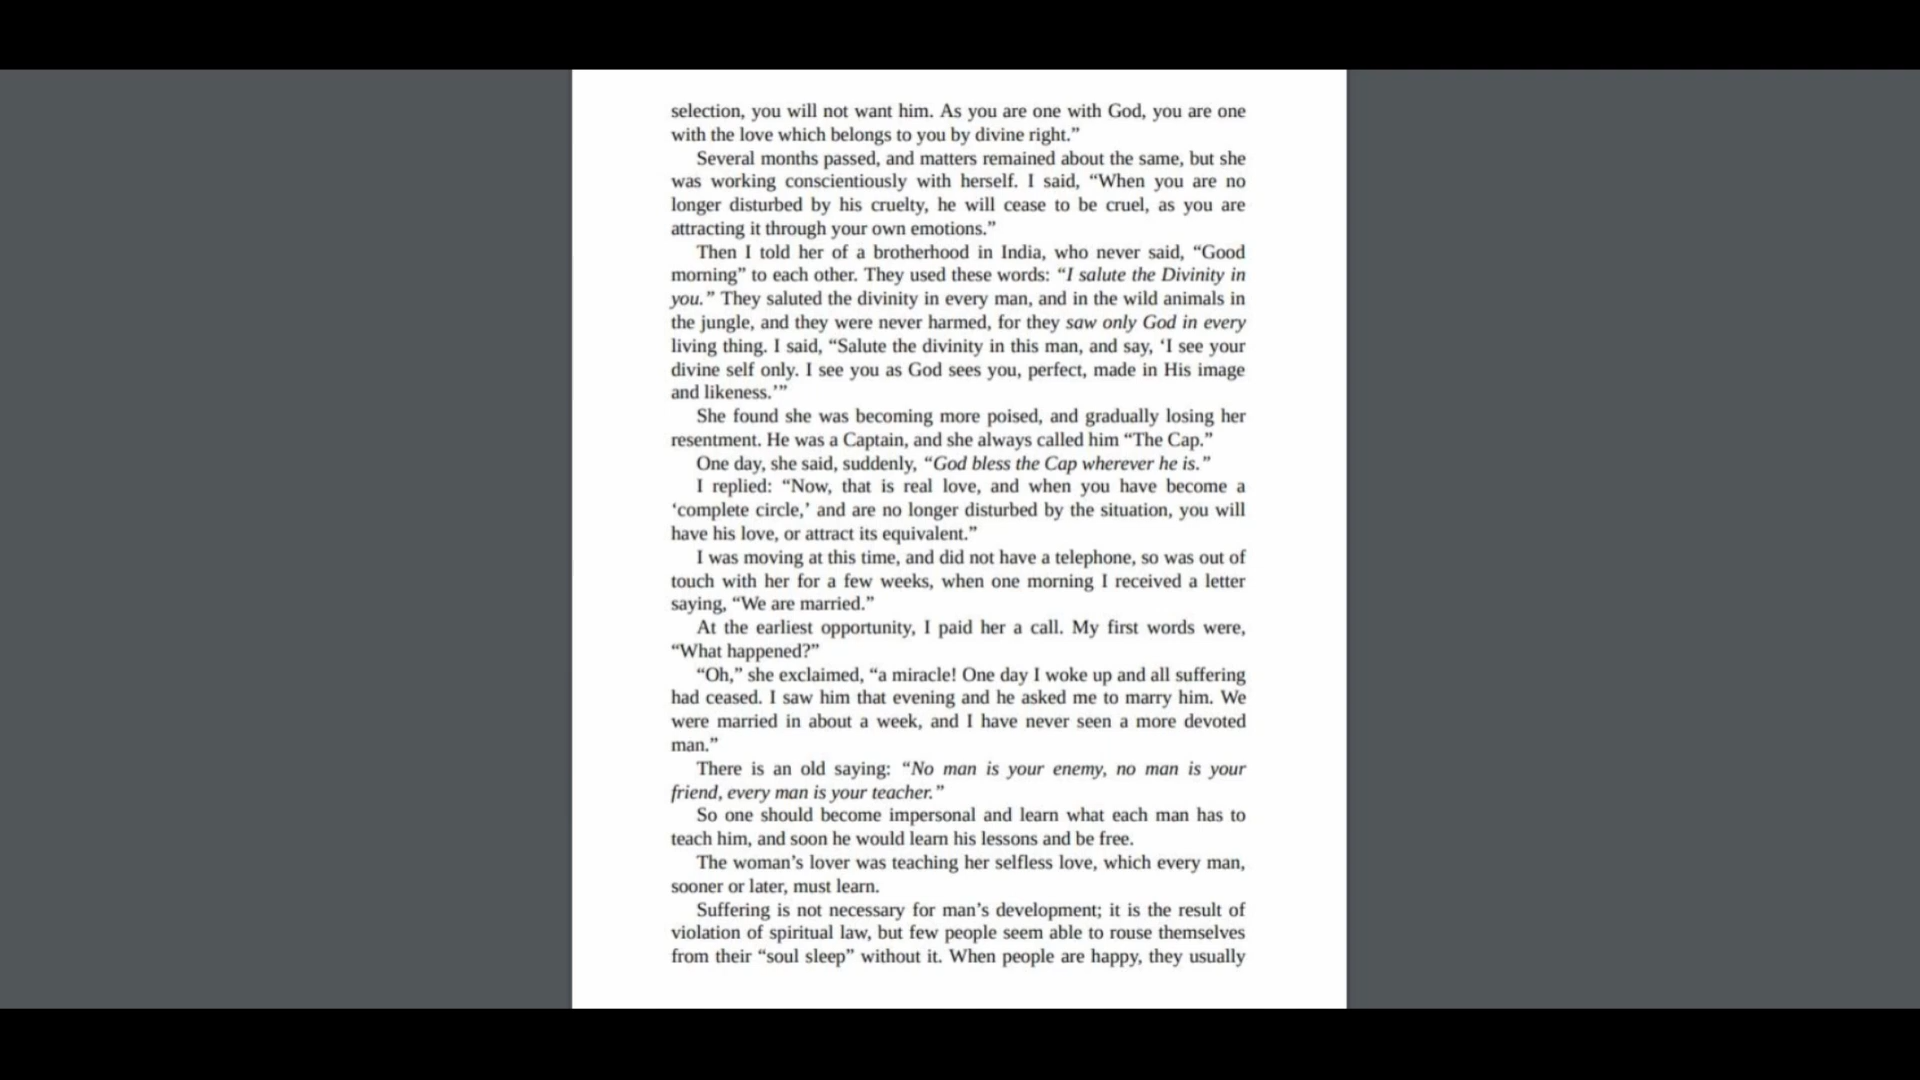 selection, you will not want him. As you are one with God, you are one
with the love which belongs to you by divine right.”
Several months passed, and matters remained about the same, but she
was working conscientiously with herself. I said, “When you are no
longer disturbed by his cruelty, he will cease to be cruel, as you are
attracting it through your own emotions.”
Then I told her of a brotherhood in India, who never said, “Good
morning” to each other. They used these words: “I salute the Divinity in
you.” They saluted the divinity in every man, and in the wild animals in
the jungle, and they were never harmed, for they saw only God in every
living thing. I said, “Salute the divinity in this man, and say, ‘I see your
divine self only. I see you as God sees you, perfect, made in His image
and likeness.’”
She found she was becoming more poised, and gradually losing her
resentment. He was a Captain, and she always called him “The Cap.”
One day, she said, suddenly, “God bless the Cap wherever he is.”
I replied: “Now, that is real love, and when you have become a
‘complete circle,’ and are no longer disturbed by the situation, you will
have his love, or attract its equivalent.”
I was moving at this time, and did not have a telephone, so was out of
touch with her for a few weeks, when one morning I received a letter
saying, “We are married.”
At the earliest opportunity, I paid her a call. My first words were,
“What happened?”
“Oh,” she exclaimed, “a miracle! One day I woke up and all suffering
had ceased. I saw him that evening and he asked me to marry him. We
were married in about a week, and I have never seen a more devoted
man.”
There is an old saying: “No man is your enemy, no man is your
friend, every man is your teacher.”
So one should become impersonal and learn what each man has to
teach him, and soon he would learn his lessons and be free.
The woman’s lover was teaching her selfless love, which every man,
sooner or later, must learn.
Suffering is not necessary for man’s development; it is the result of
violation of spiritual law, but few people seem able to rouse themselves
from their “soul sleep” without it. When people are happy, they usually